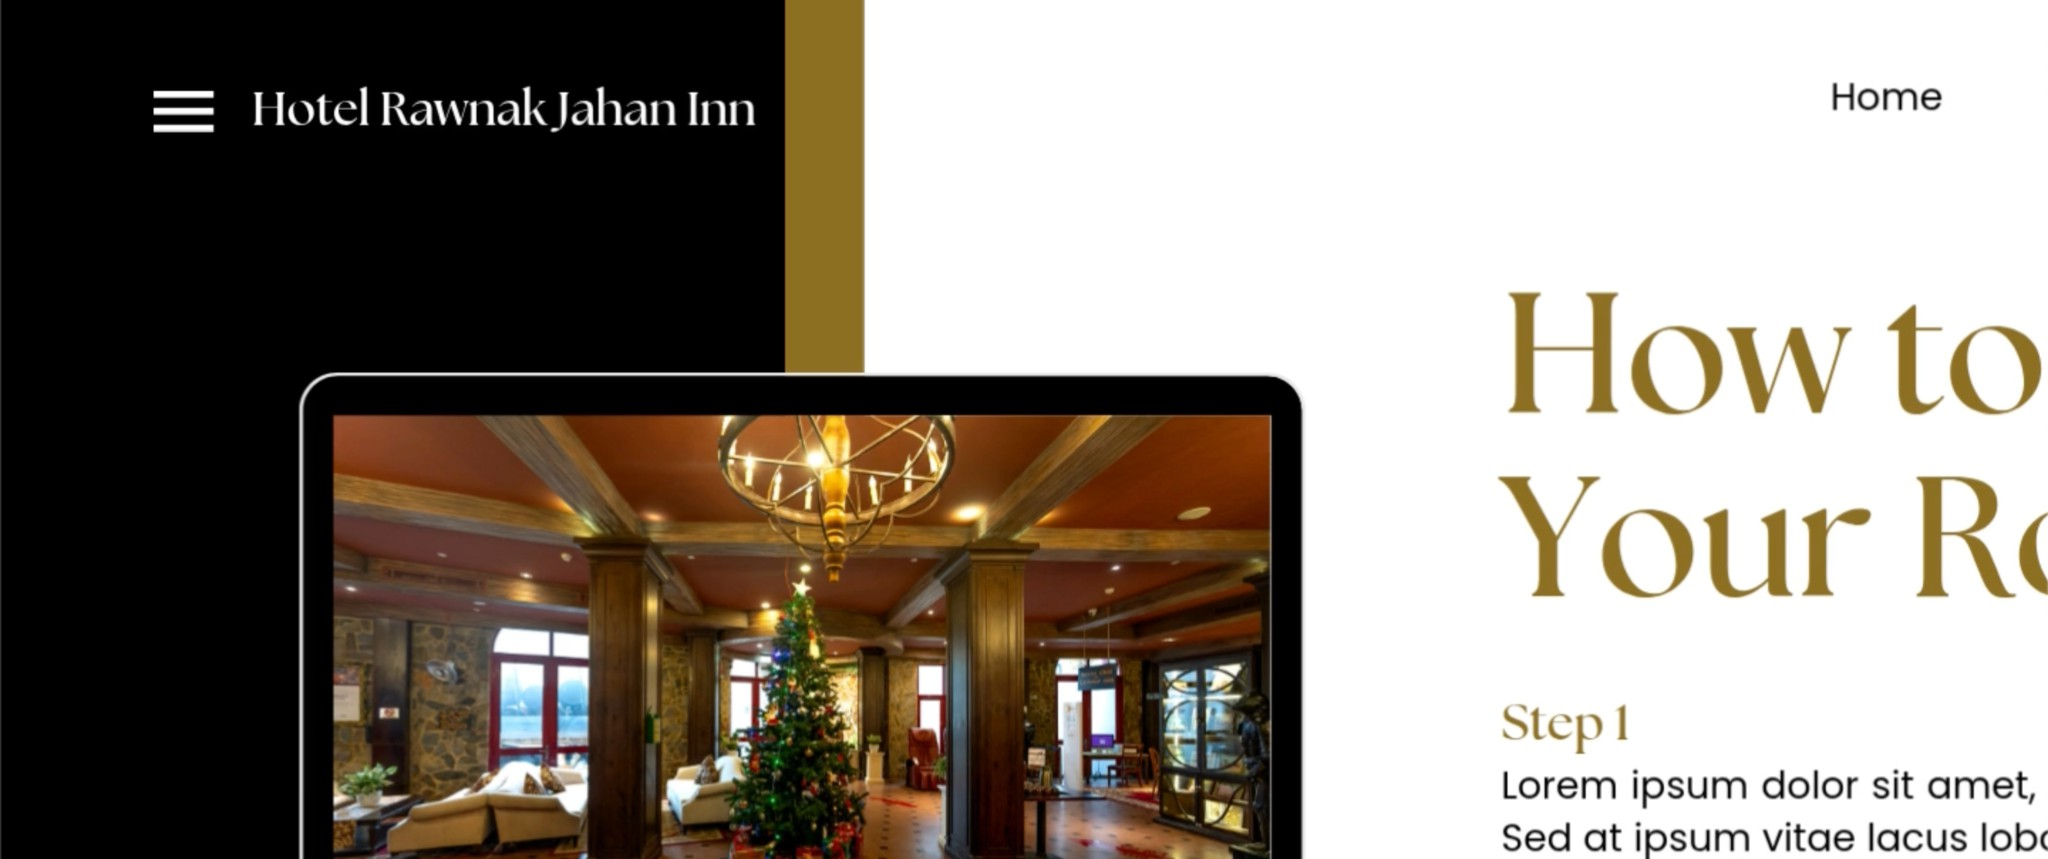 Hotel Rawnak Jahan Inn
Home
How to
Your
Step 1
Lorem ipsum dolor sit amet,
Sed at ipsum vitae lacus